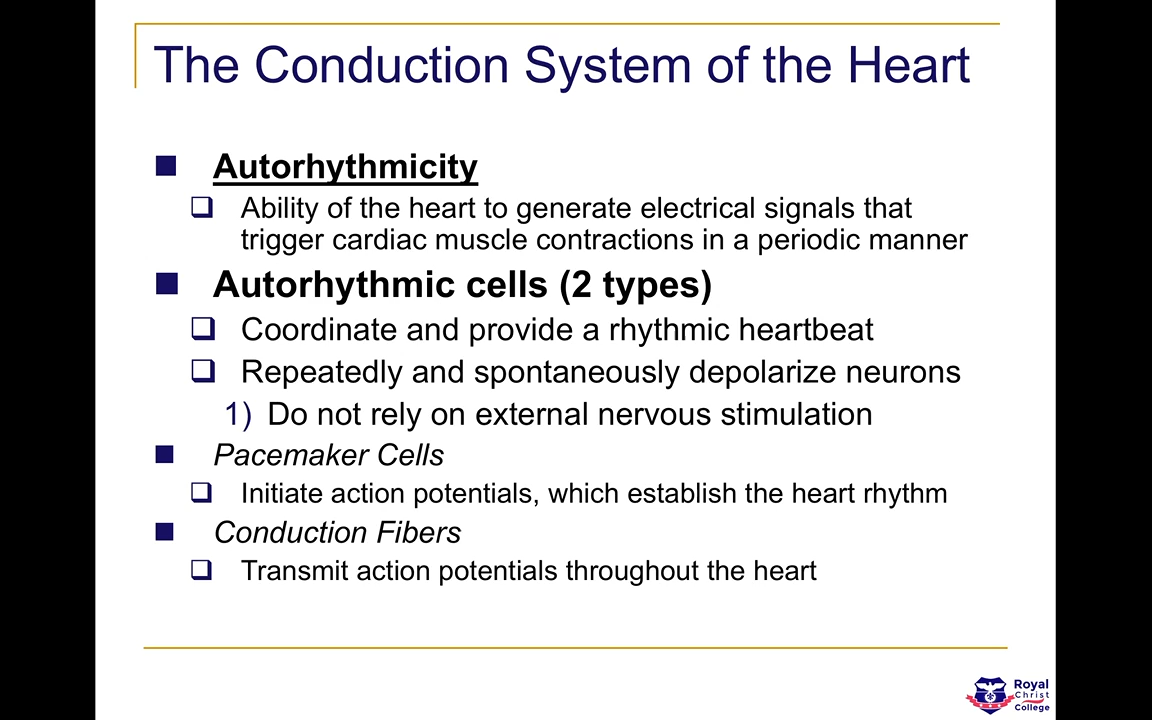 The Conduction System of the Heart
Autorhythmicity
Ability of the heart to generate electrical signals that
trigger cardiac muscle contractions in a periodic manner
Autorhythmic cells (2 types)
Coordinate and provide a rhythmic heartbeat
Repeatedly and spontaneously depolarize neurons
1) Do not rely on external nervous stimulation
Pacemaker Cells
Initiate action potentials, which establish the heart rhythm
Conduction Fibers
Transmit action potentials throughout the heart
Royal
Christ
College